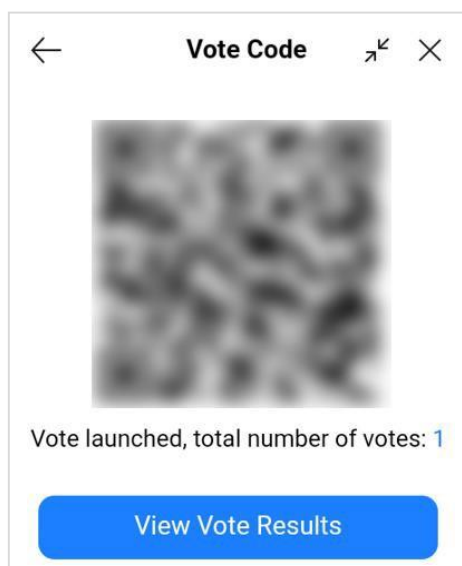 Vote Code
Vote launched, total number of votes: 1
View Vote Results